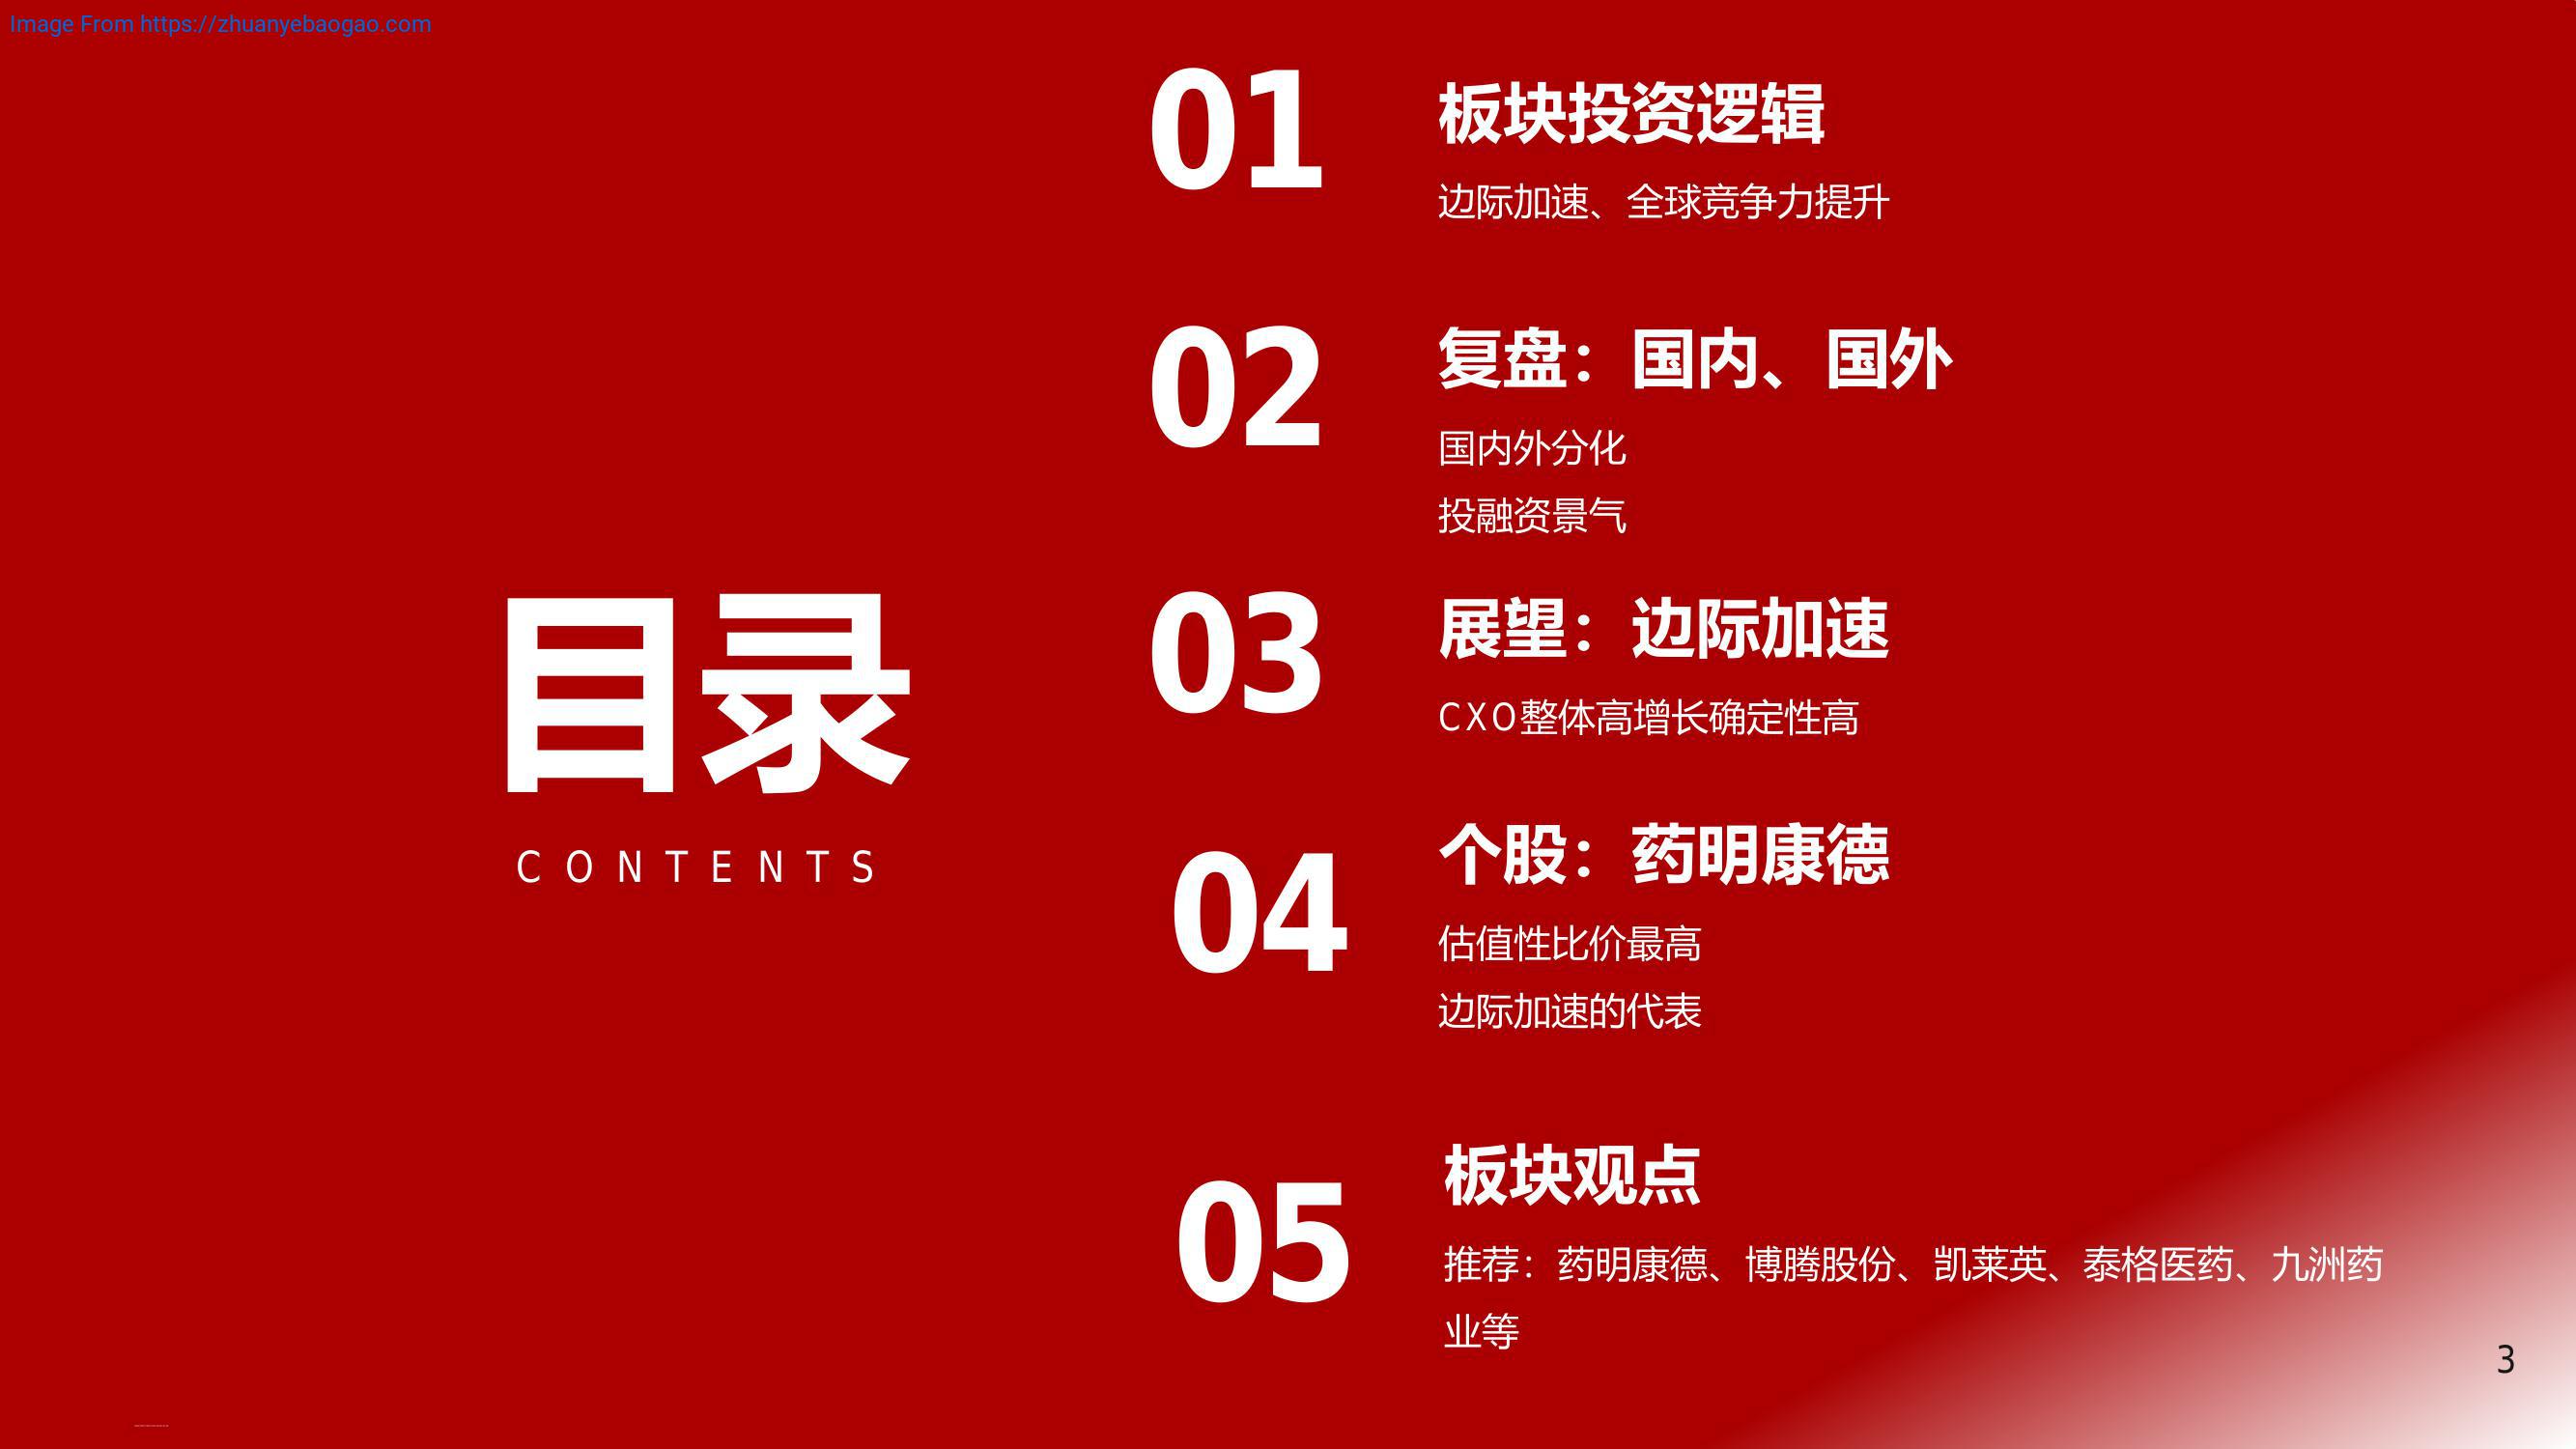 Image From https://zhuanyebaogao.com
目录
CONTENTS
01
板块投资逻辑
边际加速、全球竞争力提升
02
复盘：国内、国外
国内外分化
投融资景气
03
展望：边际加速
CXO整体高增长确定性高
04
个股：药明康德
估值性比价最高
边际加速的代表
05
板块观点
推荐：药明康德、博腾股份、凯莱英、泰格医药、九洲药
业等
3